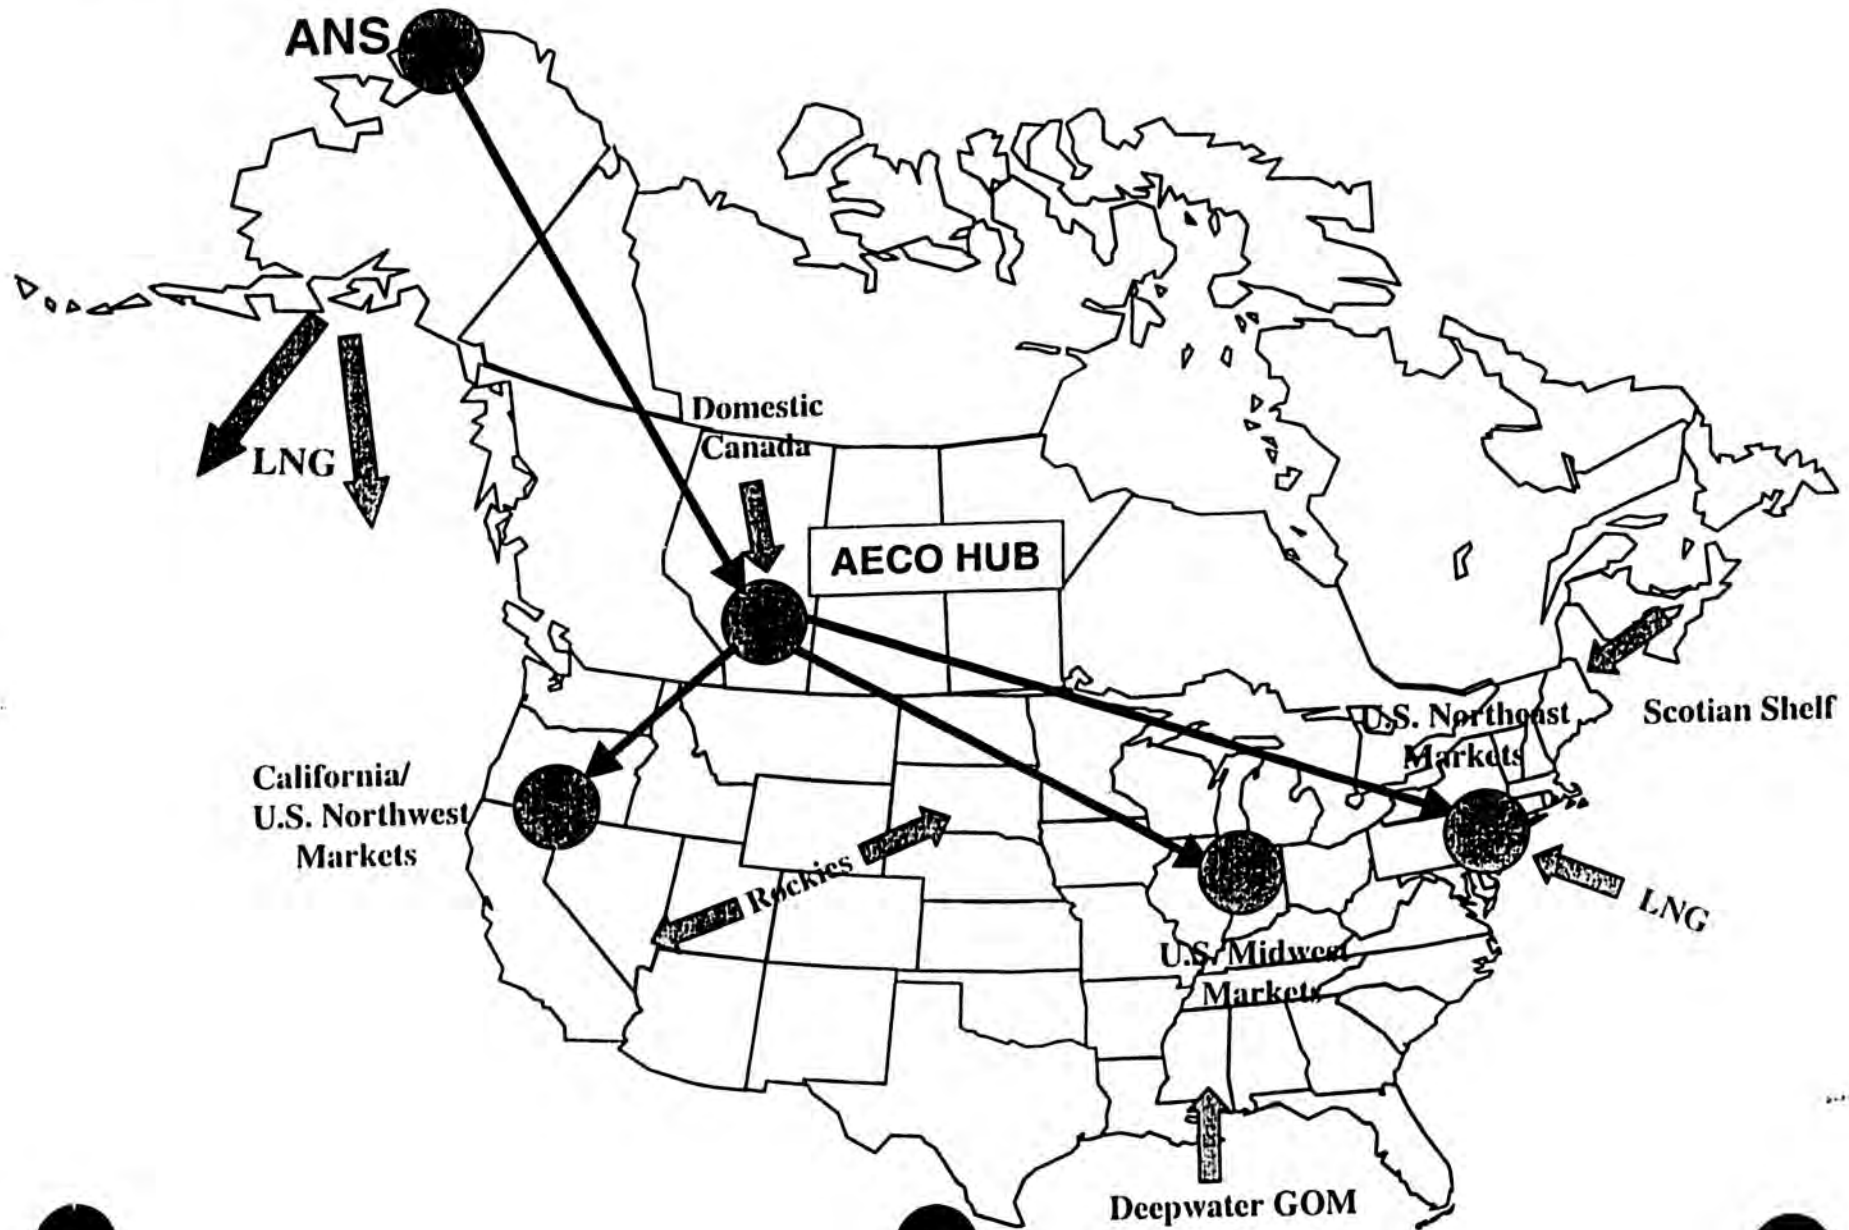 ANS
Domestic
Canada
LNG
AECO HUB
U.S. Northeast
Markets
Scotian Shelf
California/
U.S. Northwest
Markets
Rockies
LNG
U.S. Midwest
Markets
Deepwater GOM